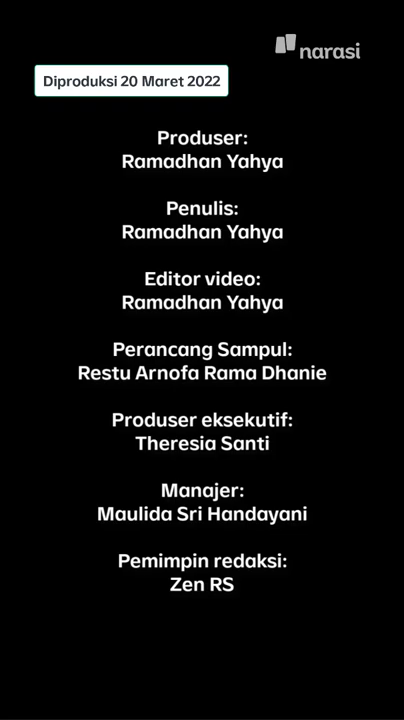 narasi
Diproduksi 20 Maret 2022
Produser:
Ramadhan Yahya
Penulis:
Ramadhan Yahya
Editor video:
Ramadhan Yahya
Perancang Sampul:
Restu Arnofa Rama Dhanie
Produser eksekutif:
Theresia Santi
Manajer:
Maulida Sri Handayani
Pemimpin redaksi:
Zen RS